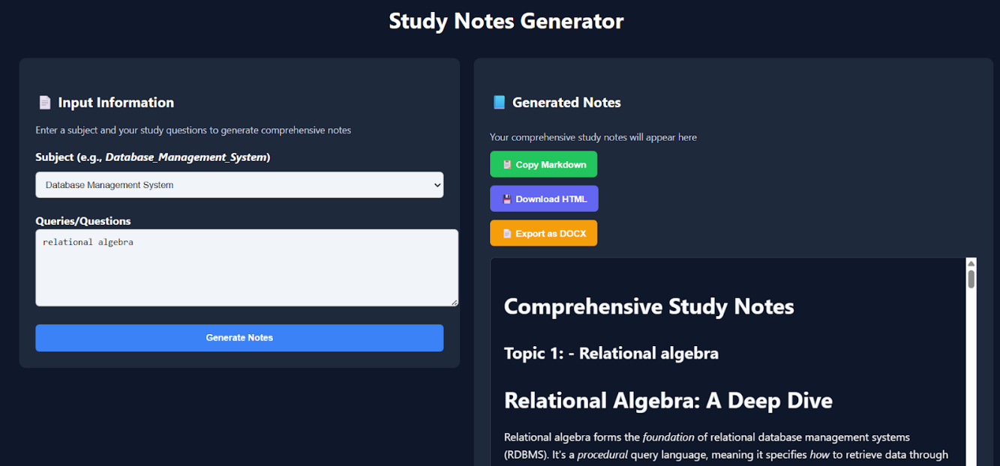 Study Notes Generator
Input Information
Enter a subject and your study questions to generate comprehensive notes
Subject (e.g., Database_Management_System)
Database Management System
Queries/Questions
relational algebra
Generate Notes
Generated Notes
Your comprehensive study notes will appear here
Copy Markdown
Download HTML
Export as DOCX
Comprehensive Study Notes
Topic 1: - Relational algebra
Relational Algebra: A Deep Dive
Relational algebra forms the foundation of relational database management systems
(RDBMS). It's a procedural query language, meaning it specifies how to retrieve data through